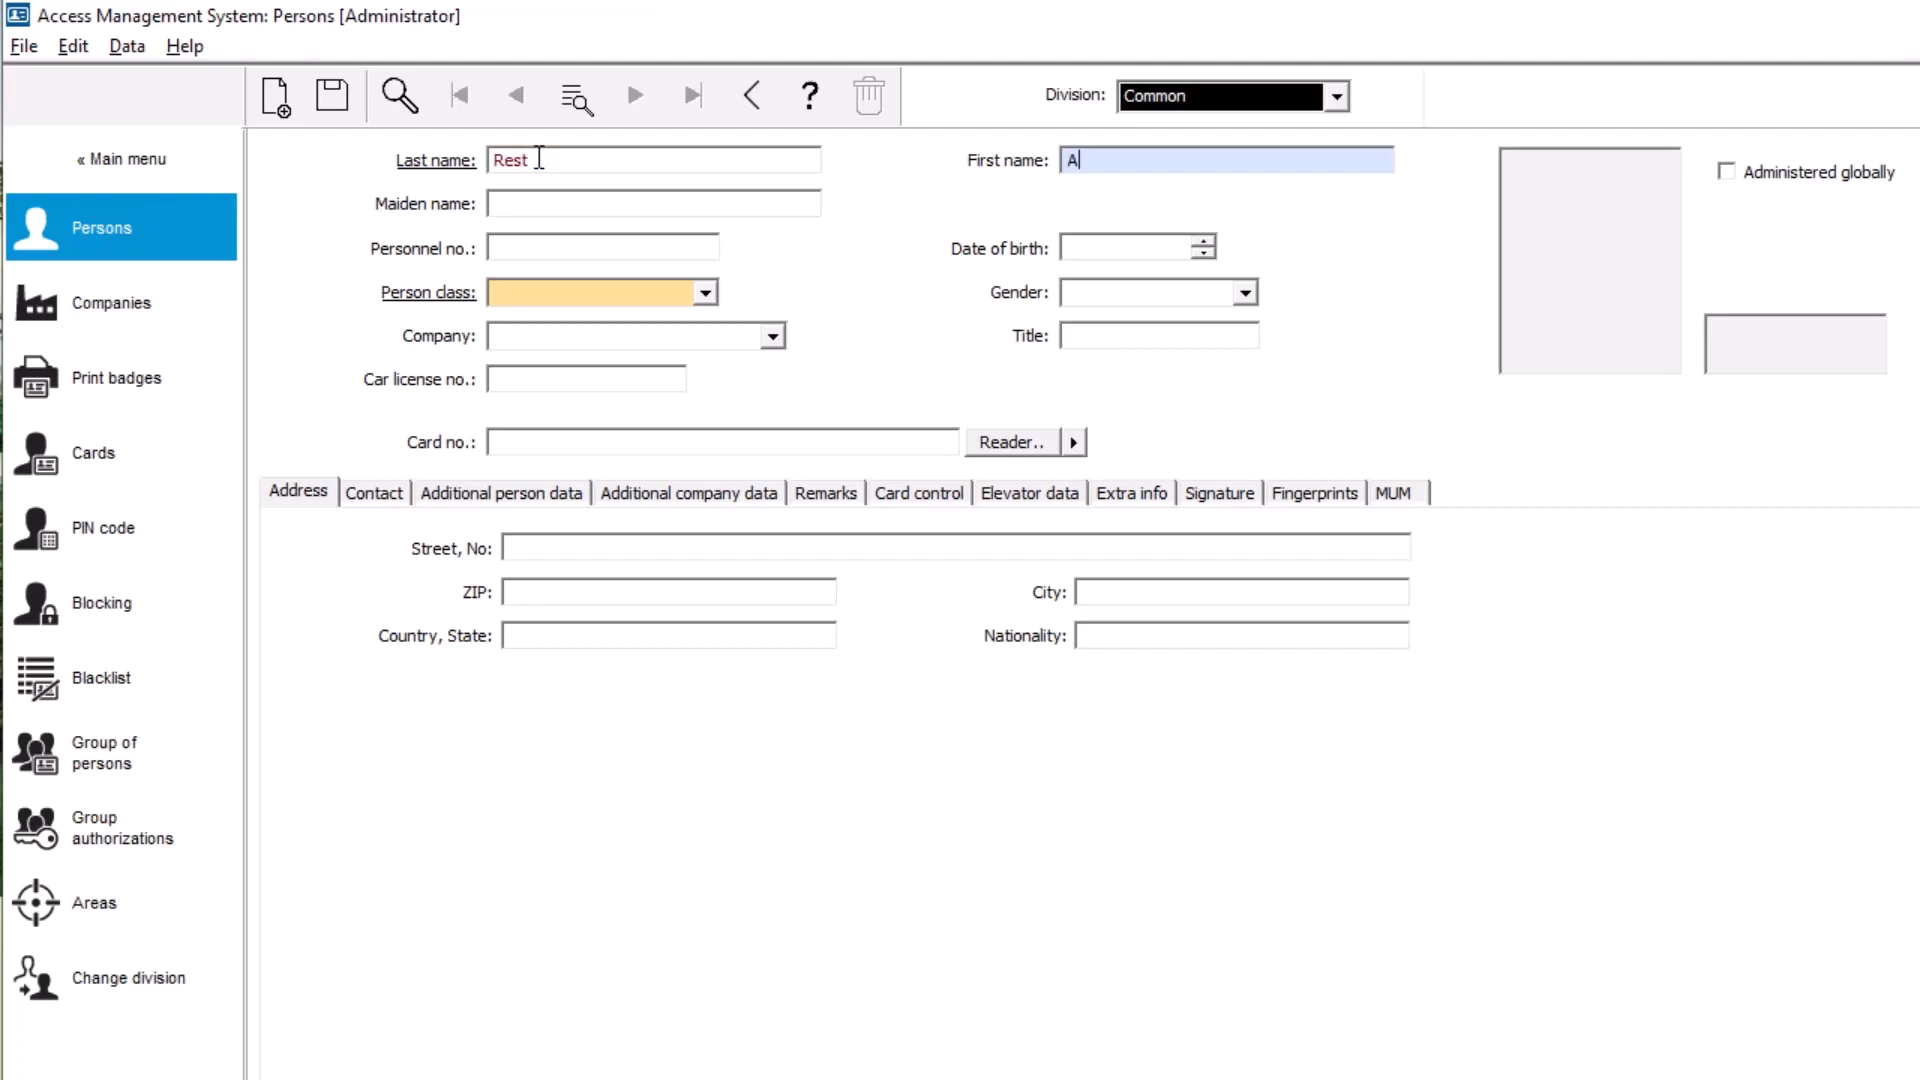 Access Management System: Persons [Administrator]
File Edit Data Help
? Division: Common
« Main menu
Persons
Companies
Print badges
Cards
PIN code
Blocking
Blacklist
Group of
persons
Group
authorizations
Areas
Change division
Last name: Rest First name: A Administered globally
Maiden name:
Personnel no.: Date of birth:
Person class: Gender:
Company: Title:
Car license no.:
Card no.: Reader..
Address Contact Additional person data Additional company data Remarks Card control Elevator data Extra info Signature Fingerprints MUM
Street, No:
ZIP: City:
Country, State: Nationality: